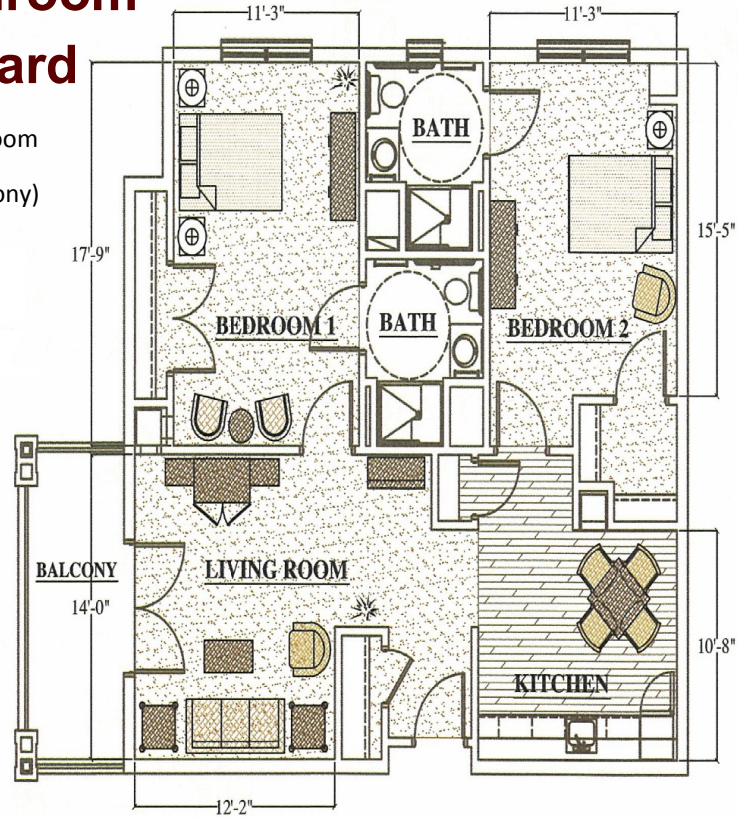 room
ard
oom
ony)
11'-3"
11'-3"
BATH
17'-9"
15'-5"
BEDROOM 1
BATH
BEDROOM 2
BALCONY
LIVING ROOM
14'-0"
10'-8"
KITCHEN
12'-2"